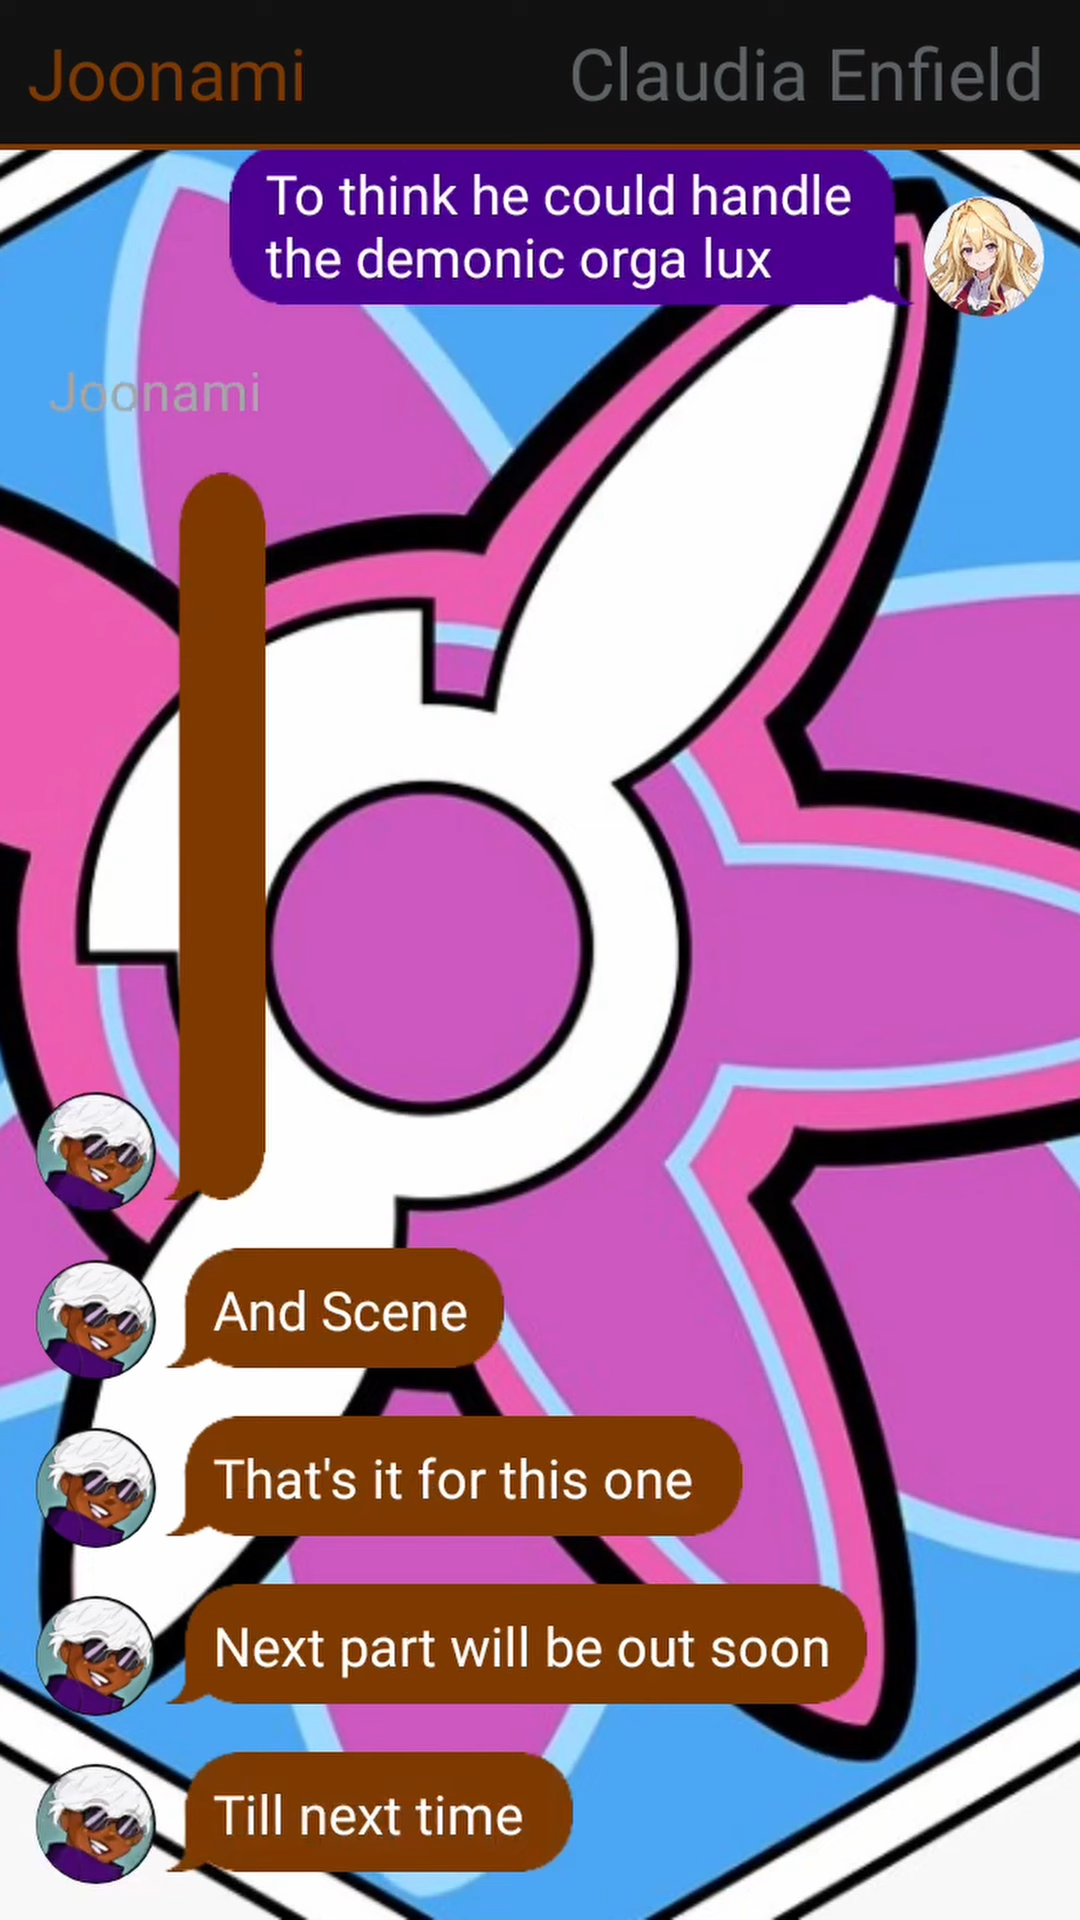 Joonami
Claudia Enfield
To think he could handle
the demonic orga lux
Joonami
And Scene
That's it for this one
Next part will be out soon
Till next time